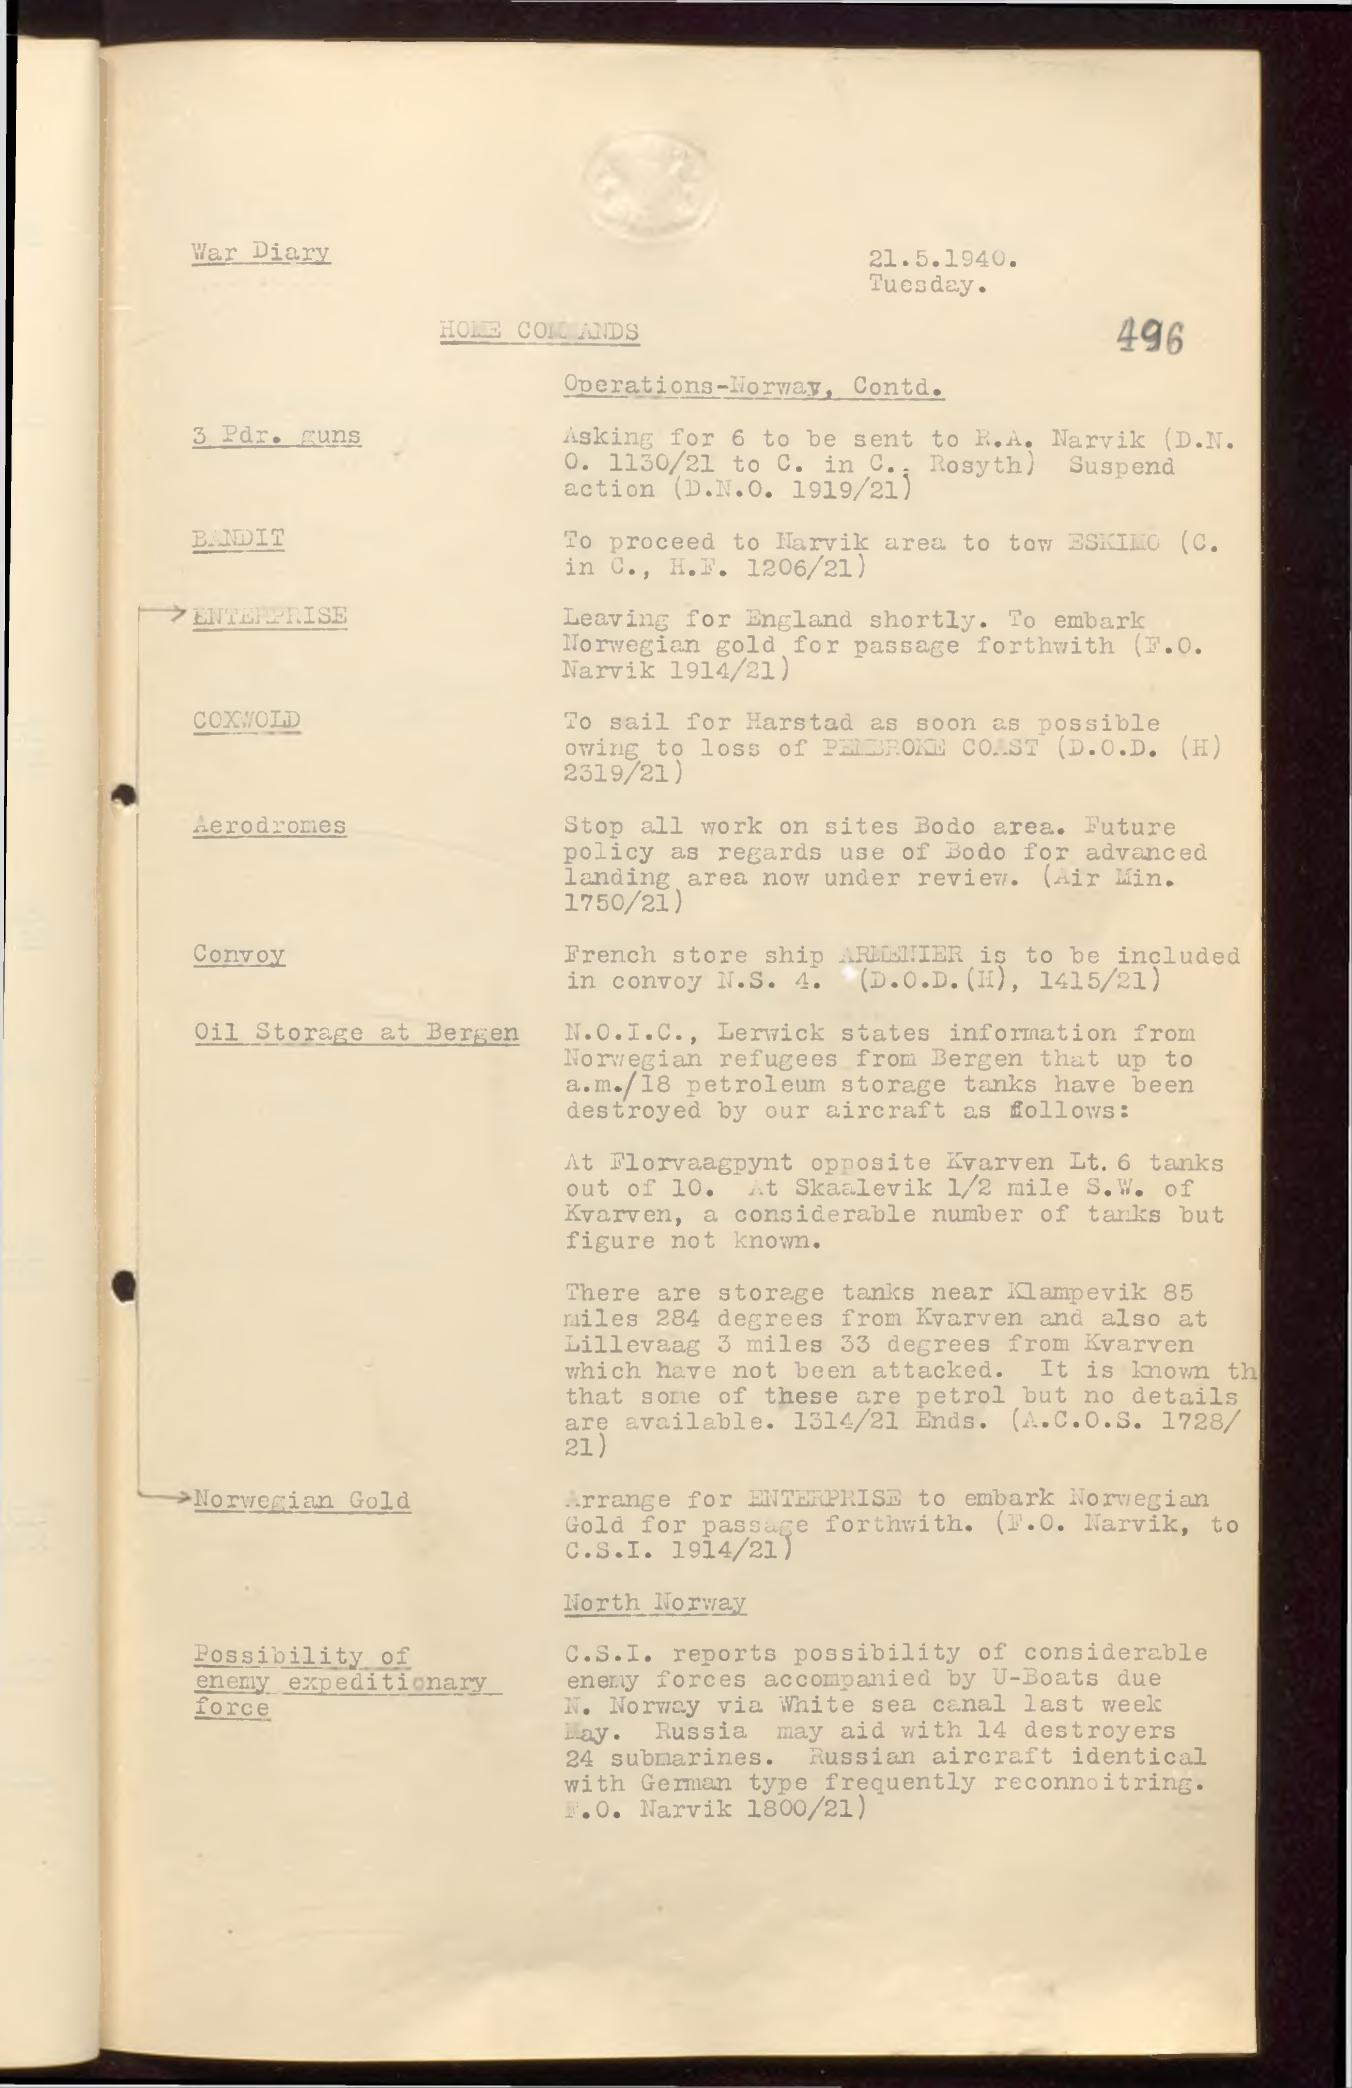 War Diary
21.5.1940.
Tuesday.
HOME COMMANDS
496
Operations-Norway, Contd.
3 Pdr. guns
Asking for 6 to be sent to R.A. Narvik (D.N.
O. 1130/21 to C. in C., Rosyth) Suspend
action (D.N.O. 1919/21)
BANDIT
To proceed to Narvik area to tow ESKIMO (C.
in C., H.F. 1206/21)
ENTERPRISE
Leaving for England shortly. To embark
Norwegian gold for passage forthwith (F.O.
Narvik 1914/21)
COXWOLD
To sail for Harstad as soon as possible
owing to loss of PEMBROKE COAST (D.O.D. (H)
2319/21)
Aerodromes
Stop all work on sites Bodo area. Future
policy as regards use of Bodo for advanced
landing area now under review. (Air Min.
1750/21)
Convoy
French store ship ARMENIER is to be included
in convoy N.S. 4. (D.O.D.(H), 1415/21)
Oil Storage at Bergen
N.O.I.C., Lerwick states information from
Norwegian refugees from Bergen that up to
a.m./18 petroleum storage tanks have been
destroyed by our aircraft as follows:
At Florvaagpynt opposite Kvarven Lt. 6 tanks
out of 10. At Skaalevik 1/2 mile S.W. of
Kvarven, a considerable number of tanks but
figure not known.
There are storage tanks near Klampevik 85
miles 284 degrees from Kvarven and also at
Lillevaag 3 miles 33 degrees from Kvarven
which have not been attacked. It is known th
that some of these are petrol but no details
are available. 1314/21 Ends. (A.C.O.S. 1728/
21)
Norwegian Gold
Arrange for ENTERPRISE to embark Norwegian
Gold for passage forthwith. (F.O. Narvik, to
C.S.I. 1914/21)
North Norway
Possibility of
enemy expeditionary
force
C.S.I. reports possibility of considerable
enemy forces accompanied by U-Boats due
N. Norway via White sea canal last week
May. Russia may aid with 14 destroyers
24 submarines. Russian aircraft identical
with German type frequently reconnoitring.
F.O. Narvik 1800/21)